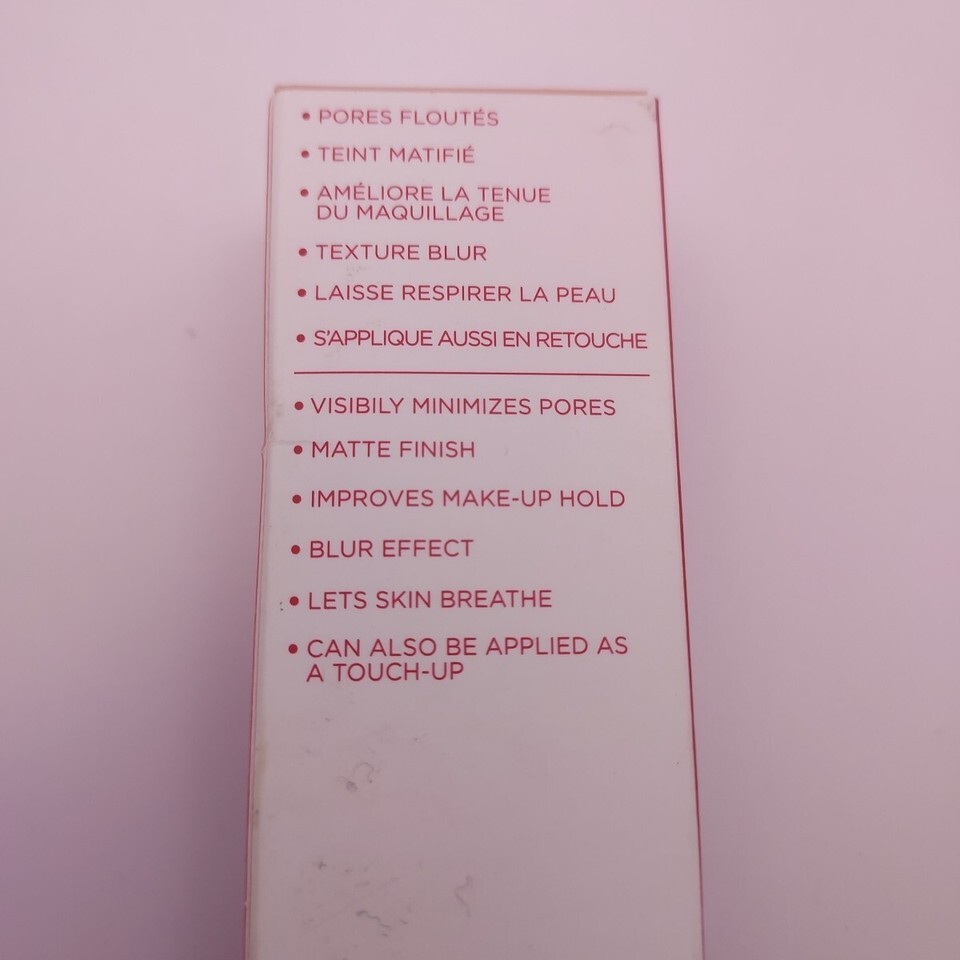 • PORES FLOUTÉS
• TEINT MATIFIÉ
• AMÉLIORE LA TENUE
DU MAQUILLAGE
• TEXTURE BLUR
• LAISSE RESPIRER LA PEAU
• S'APPLIQUE AUSSI EN RETOUCHE
• VISIBILY MINIMIZES PORES
• MATTE FINISH
• IMPROVES MAKE-UP HOLD
• BLUR EFFECT
• LETS SKIN BREATHE
• CAN ALSO BE APPLIED AS
A TOUCH-UP